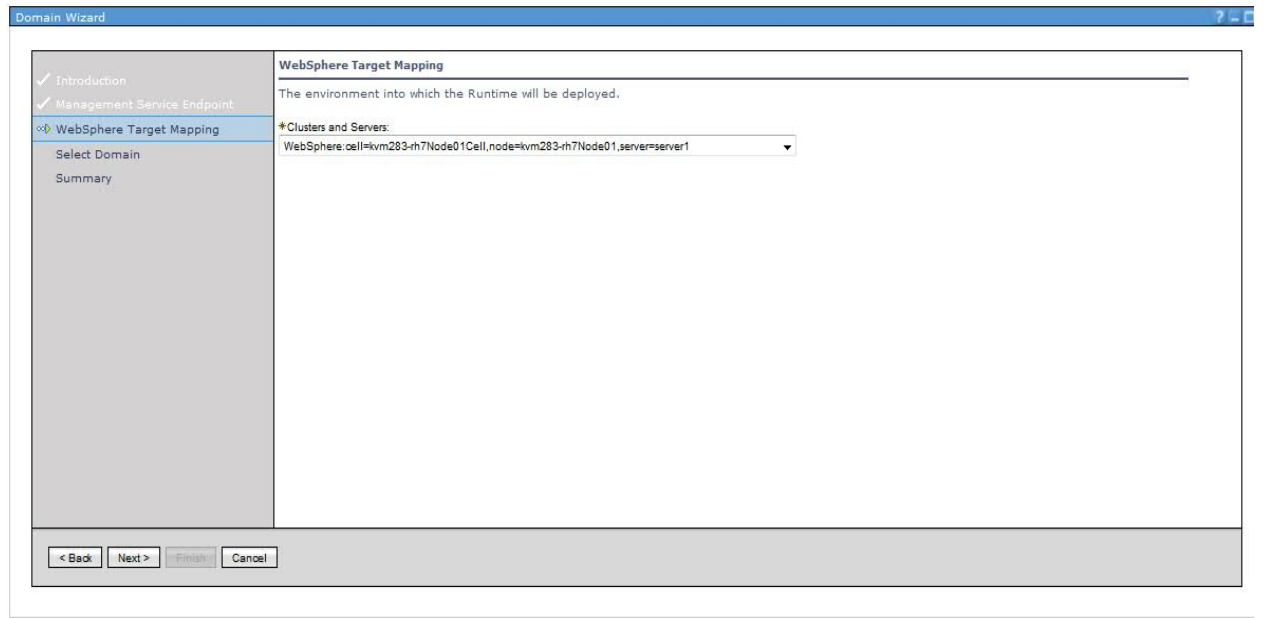 Domain Wizard
Introduction
Management Service Endpoint
WebSphere Target Mapping
Select Domain
Summary
WebSphere Target Mapping
The environment into which the Runtime will be deployed.
*Clusters and Servers:
WebSphere:cell=kvm283-rh7Node01Cell,node=kvm283-rh7Node01,server=server1
< Back Next > Finish Cancel